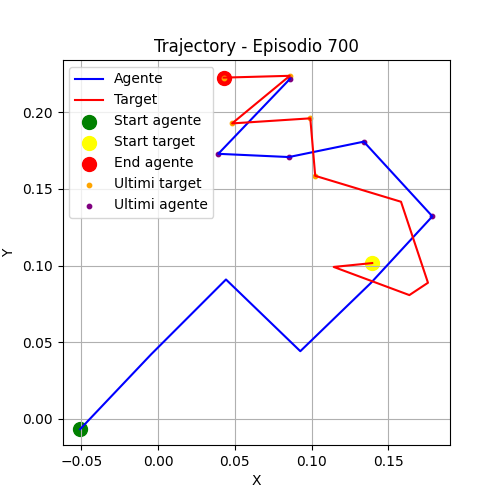 Trajectory - Episodio 700
Agente
Target
Start agente
Start target
End agente
Ultimi target
Ultimi agente
Y
0.20
0.15
0.10
0.05
0.00
−0.05
0.00
0.05
0.10
0.15
X